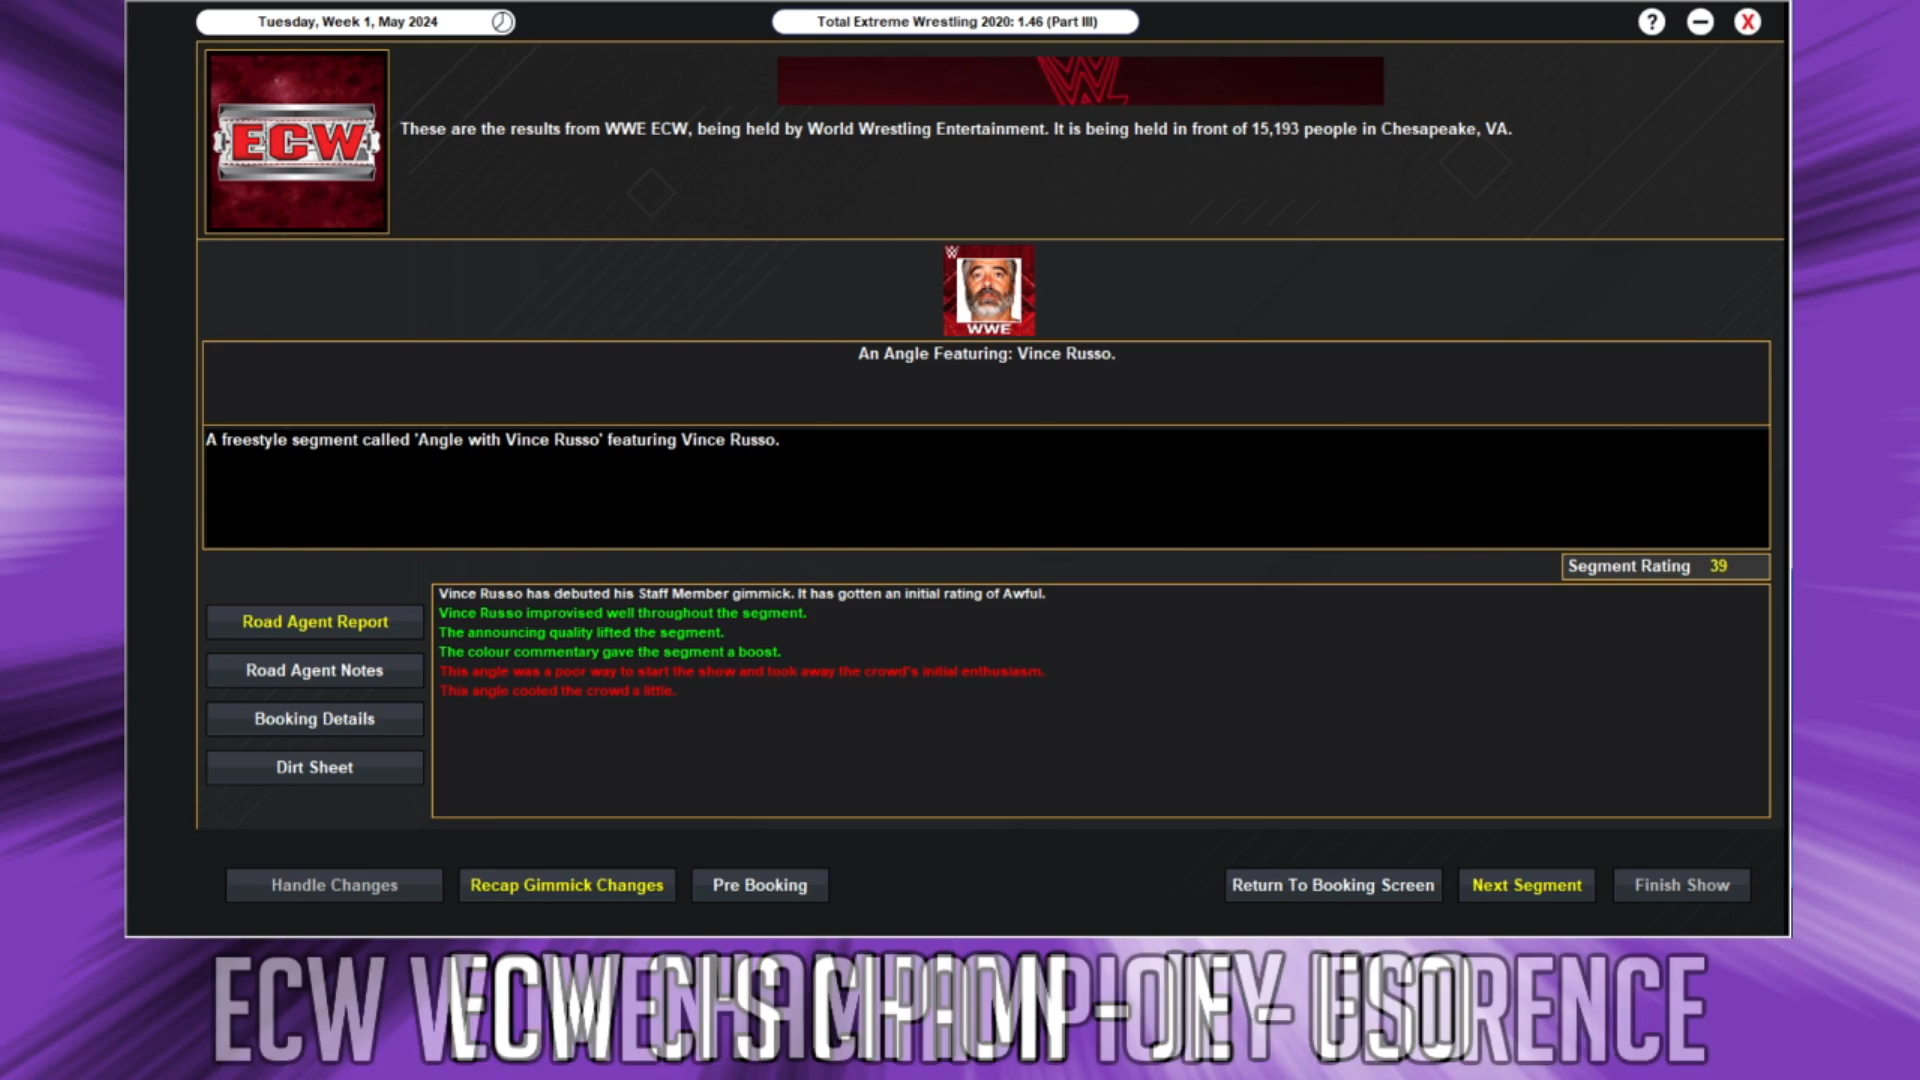 Tuesday, Week 1, May 2024
Total Extreme Wrestling 2020: 1.46 (Part III)
?
X
ECW
W
These are the results from WWE ECW, being held by World Wrestling Entertainment. It is being held in front of 15,193 people in Chesapeake, VA.
W
WWE
An Angle Featuring: Vince Russo.
A freestyle segment called 'Angle with Vince Russo' featuring Vince Russo.
Segment Rating 39
Vince Russo has debuted his Staff Member gimmick. It has gotten an initial rating of Awful.
Vince Russo improvised well throughout the segment.
The announcing quality lifted the segment.
The colour commentary gave the segment a boost.
This angle was a poor way to start the show and took away the crowd's initial enthusiasm.
This angle cooled the crowd a little.
Road Agent Report
Road Agent Notes
Booking Details
Dirt Sheet
Handle Changes
Recap Gimmick Changes
Pre Booking
Return To Booking Screen
Next Segment
Finish Show
ECW